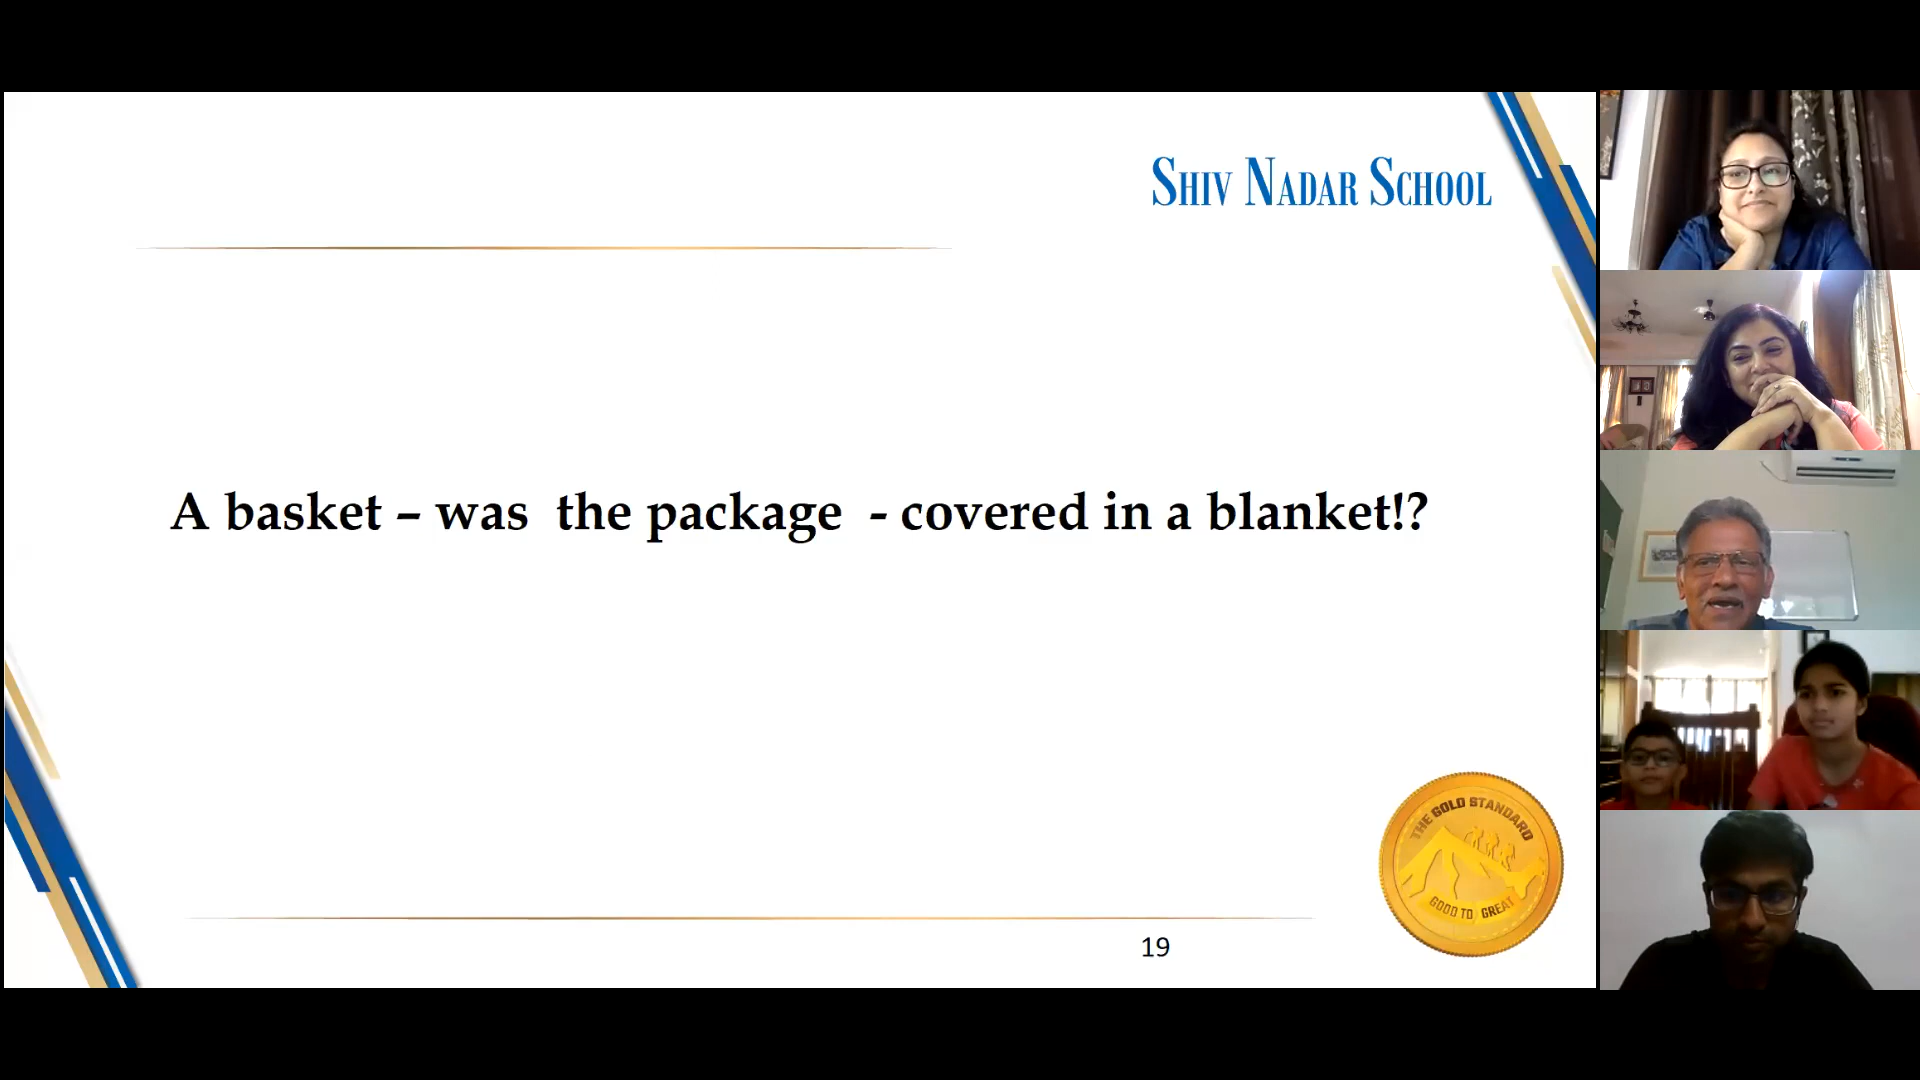 SHIV NADAR SCHOOL
A basket – was  the package  - covered in a blanket!?
THE GOLD STANDARD
GOOD TO GREAT
19